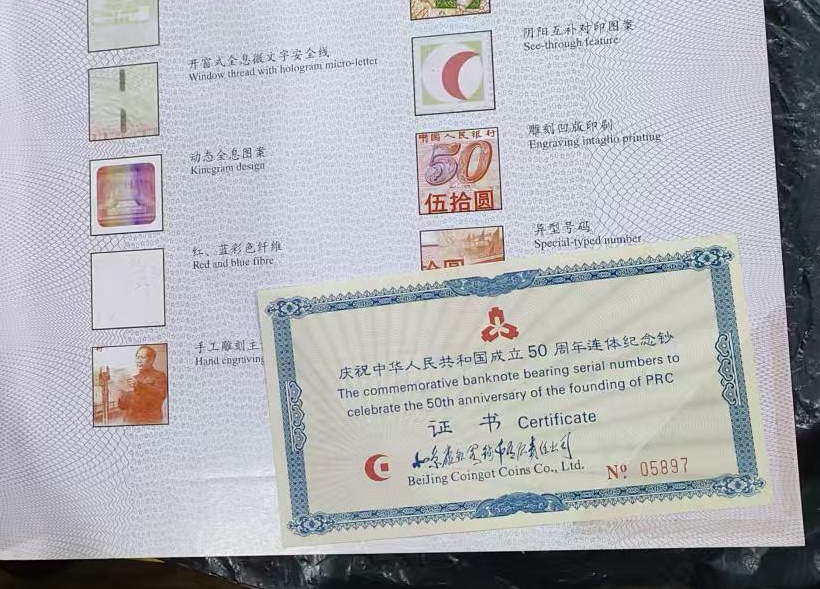 开窗式全息微文字安全线
Window thread with hologram micro-letter
动态全息图案
Kinegram design
红、蓝彩色纤维
Red and blue fibre
手工雕刻主
Hand engraving
阴阳互补对印图案
See-through feature
雕刻凹版印刷
Engraving intaglio printing
中国人民银行
50
伍拾圆
异型号码
Special-typed number
拾圆
庆祝中华人民共和国成立50周年连体纪念钞
The commemorative banknote bearing serial numbers to
celebrate the 50th anniversary of the founding of PRC
证书 Certificate
BeiJing Coingot Coins Co., Ltd.
№ 05897